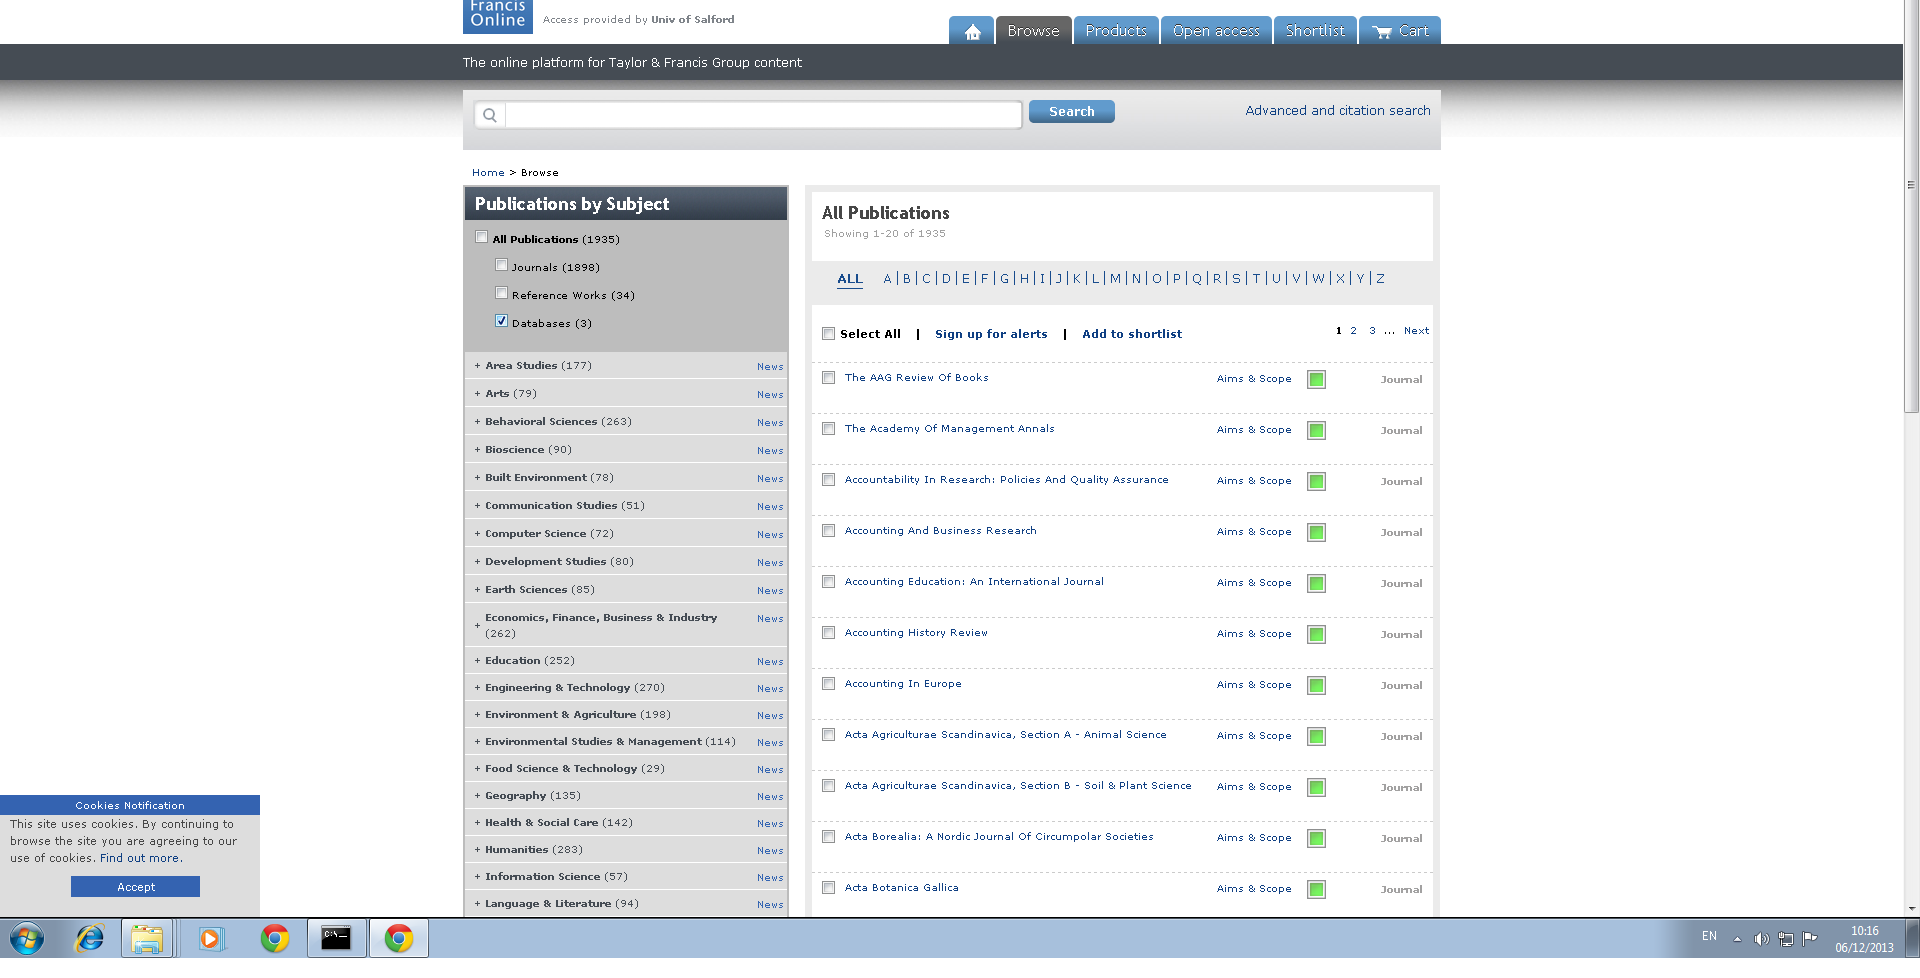 Francis
Online
Access provided by Univ of Salford
Browse
Products
Open access
Shortlist
Cart
The online platform for Taylor & Francis Group content
Search
Advanced and citation search
Home > Browse
Publications by Subject
All Publications (1935)
Journals (1898)
Reference Works (34)
Databases (3)
+ Area Studies (177) News
+ Arts (79) News
+ Behavioral Sciences (263) News
+ Bioscience (90) News
+ Built Environment (78) News
+ Communication Studies (51) News
+ Computer Science (72) News
+ Development Studies (80) News
+ Earth Sciences (85) News
+ Economics, Finance, Business & Industry News
(262)
+ Education (252) News
+ Engineering & Technology (270) News
+ Environment & Agriculture (198) News
+ Environmental Studies & Management (114) News
+ Food Science & Technology (29) News
+ Geography (135) News
+ Health & Social Care (142) News
+ Humanities (283) News
+ Information Science (57) News
+ Language & Literature (94) News
All Publications
Showing 1-20 of 1935
ALL A | B | C | D | E | F | G | H | I | J | K | L | M | N | O | P | Q | R | S | T | U | V | W | X | Y | Z
Select All | Sign up for alerts | Add to shortlist 1 2 3 ... Next
The AAG Review Of Books Aims & Scope Journal
The Academy Of Management Annals Aims & Scope Journal
Accountability In Research: Policies And Quality Assurance Aims & Scope Journal
Accounting And Business Research Aims & Scope Journal
Accounting Education: An International Journal Aims & Scope Journal
Accounting History Review Aims & Scope Journal
Accounting In Europe Aims & Scope Journal
Acta Agriculturae Scandinavica, Section A - Animal Science Aims & Scope Journal
Acta Agriculturae Scandinavica, Section B - Soil & Plant Science Aims & Scope Journal
Acta Borealia: A Nordic Journal Of Circumpolar Societies Aims & Scope Journal
Acta Botanica Gallica Aims & Scope Journal
Cookies Notification
This site uses cookies. By continuing to
browse the site you are agreeing to our
use of cookies. Find out more.
Accept
C:\_
EN
10:16
06/12/2013